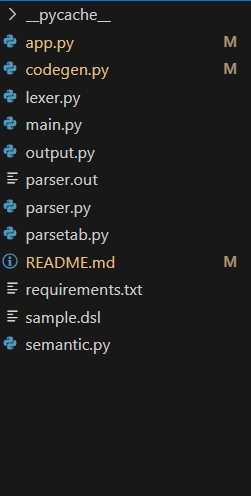 __pycache__
app.py M
codegen.py M
lexer.py
main.py
output.py
parser.out
parser.py
parsetab.py
README.md M
requirements.txt
sample.dsl
semantic.py